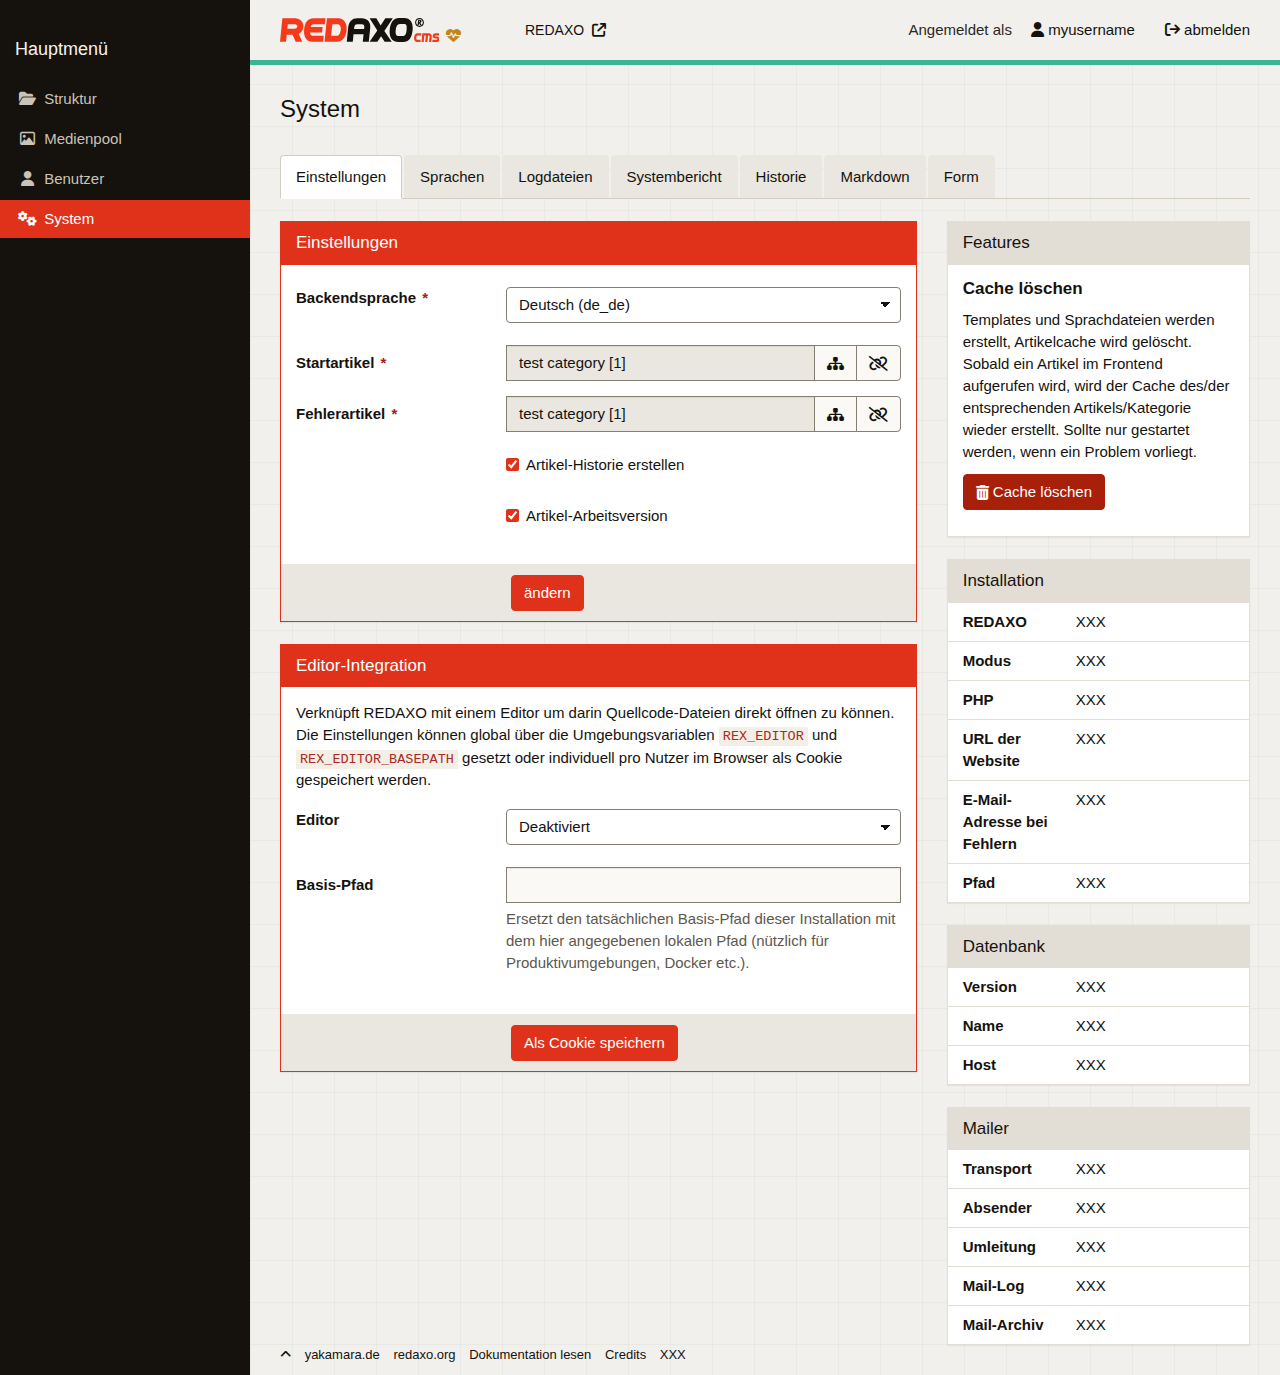 Hauptmenü
Struktur
Medienpool
Benutzer
System
REDAXO® cms
REDAXO
Angemeldet als
myusername
abmelden
System
Einstellungen
Sprachen
Logdateien
Systembericht
Historie
Markdown
Form
Einstellungen
Backendsprache *
Deutsch (de_de)
Startartikel *
test category [1]
Fehlerartikel *
test category [1]
Artikel-Historie erstellen
Artikel-Arbeitsversion
ändern
Editor-Integration
Verknüpft REDAXO mit einem Editor um darin Quellcode-Dateien direkt öffnen zu können.
Die Einstellungen können global über die Umgebungsvariablen REX_EDITOR und
REX_EDITOR_BASEPATH gesetzt oder individuell pro Nutzer im Browser als Cookie
gespeichert werden.
Editor
Deaktiviert
Basis-Pfad
Ersetzt den tatsächlichen Basis-Pfad dieser Installation mit
dem hier angegebenen lokalen Pfad (nützlich für
Produktivumgebungen, Docker etc.).
Als Cookie speichern
Features
Cache löschen
Templates und Sprachdateien werden
erstellt, Artikelcache wird gelöscht.
Sobald ein Artikel im Frontend
aufgerufen wird, wird der Cache des/der
entsprechenden Artikels/Kategorie
wieder erstellt. Sollte nur gestartet
werden, wenn ein Problem vorliegt.
Cache löschen
Installation
REDAXO XXX
Modus XXX
PHP XXX
URL der XXX
Website
E-Mail- XXX
Adresse bei
Fehlern
Pfad XXX
Datenbank
Version XXX
Name XXX
Host XXX
Mailer
Transport XXX
Absender XXX
Umleitung XXX
Mail-Log XXX
Mail-Archiv XXX
yakamara.de redaxo.org Dokumentation lesen Credits XXX